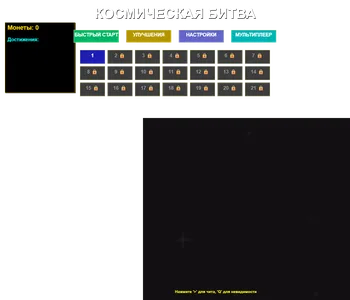 КОСМИЧЕСКАЯ БИТВА
Монеты: 0
Достижения:
БЫСТРЫЙ СТАРТ УЛУЧШЕНИЯ НАСТРОЙКИ МУЛЬТИПЛЕЕР
1 2 3 4 5 6 7
8 9 10 11 12 13 14
15 16 17 18 19 20 21
Нажмите '+' для чита, 'G' для невидимости